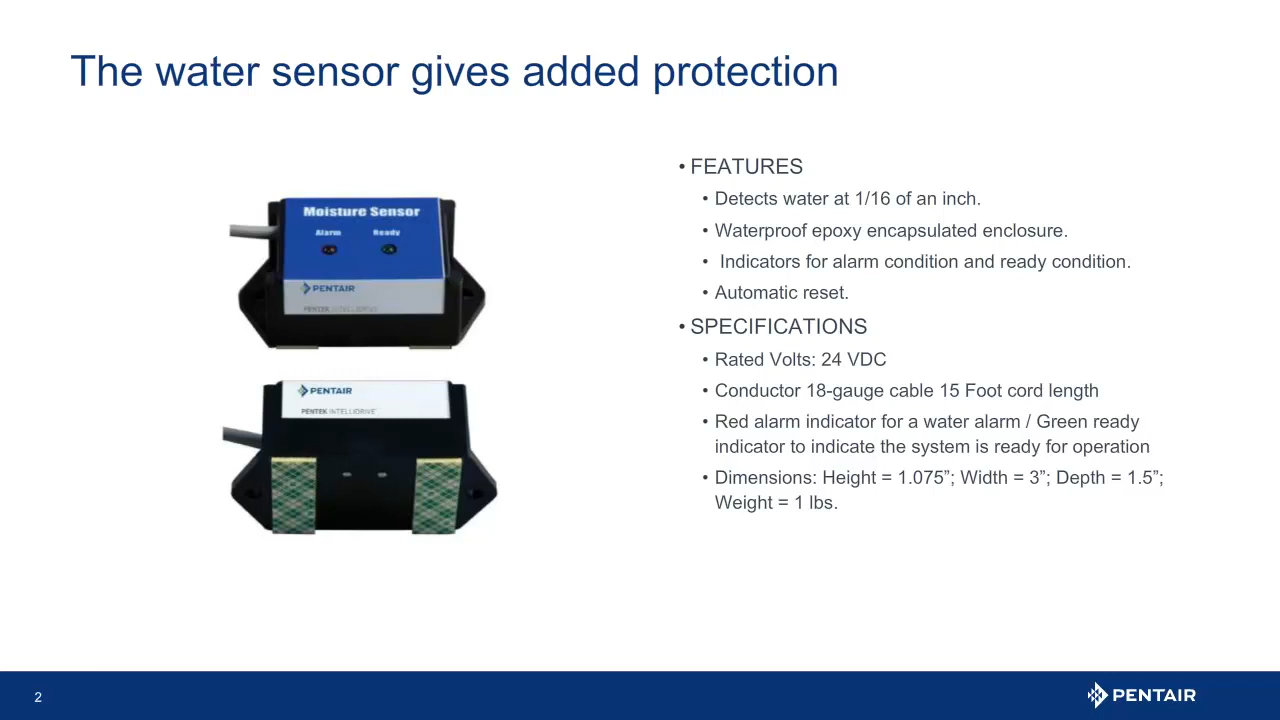 The water sensor gives added protection
Moisture Sensor
Alarm Ready
PENTAIR
PENTEK INTELLIDRIVE
PENTAIR
PENTEK INTELLIDRIVE
• FEATURES
• Detects water at 1/16 of an inch.
• Waterproof epoxy encapsulated enclosure.
• Indicators for alarm condition and ready condition.
• Automatic reset.
• SPECIFICATIONS
• Rated Volts: 24 VDC
• Conductor 18-gauge cable 15 Foot cord length
• Red alarm indicator for a water alarm / Green ready
indicator to indicate the system is ready for operation
• Dimensions: Height = 1.075”; Width = 3”; Depth = 1.5”;
Weight = 1 lbs.
2
PENTAIR